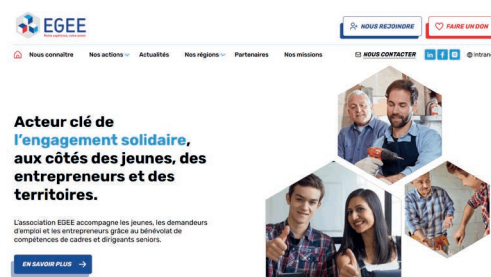 EGEE
NOUS REJOINDRE
FAIRE UN DON
Nous connaître
Nos actions
Actualités
Nos régions
Partenaires
Nos missions
NOUS CONTACTER
Intrane
Acteur clé de
l'engagement solidaire,
aux côtés des jeunes, des
entrepreneurs et des
territoires.
L'association EGEE accompagne les jeunes, les demandeurs
d'emploi et les entrepreneurs grâce au bénévolat de
compétences de cadres et dirigeants seniors.
EN SAVOIR PLUS